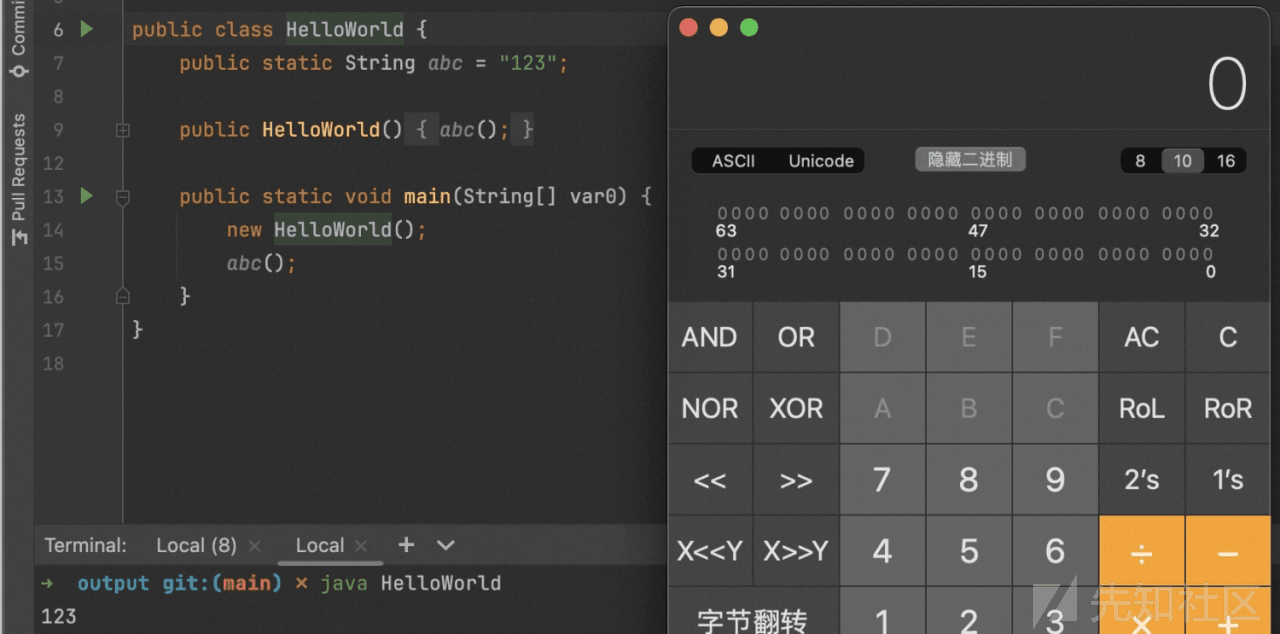 Commi
Pull Requests
6 public class HelloWorld {
7 public static String abc = "123";
8
9 public HelloWorld() { abc(); }
12
13 public static void main(String[] var0) {
14 new HelloWorld();
15 abc();
16 }
17 }
18
Terminal: Local (8) × Local × +
→ output git:(main) × java HelloWorld
123
0
ASCII Unicode 隐藏二进制 8 10 16
0000 0000 0000 0000 0000 0000 0000 0000
63 47 32
0000 0000 0000 0000 0000 0000 0000 0000
31 15 0
AND OR D E F AC C
NOR XOR A B C RoL RoR
<< >> 7 8 9 2's 1's
X<<Y X>>Y 4 5 6 ÷ −
字节翻转 1 2 3 × +
先知社区